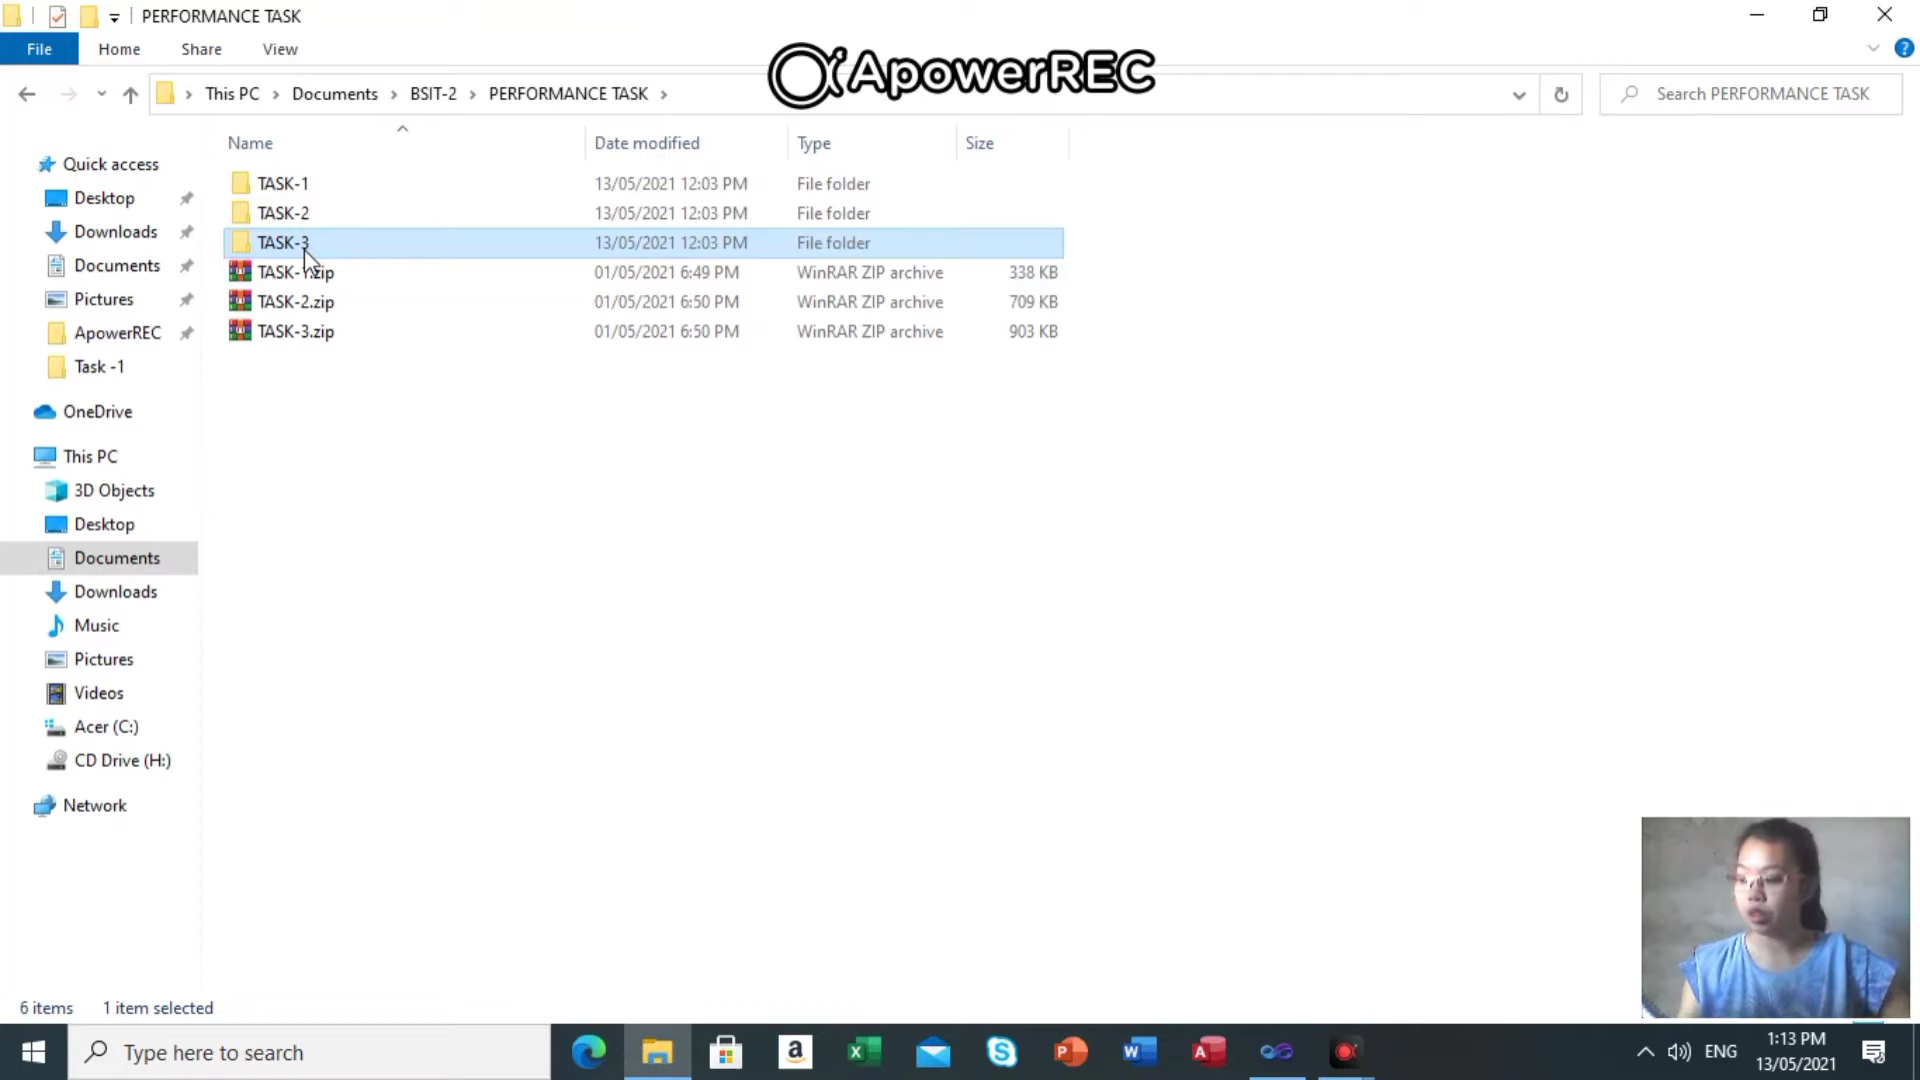 PERFORMANCE TASK
File Home Share View
ApowerREC
This PC > Documents > BSIT-2 > PERFORMANCE TASK >
Search PERFORMANCE TASK
Name Date modified Type Size
Quick access
Desktop
Downloads
Documents
Pictures
ApowerREC
Task -1
OneDrive
This PC
3D Objects
Desktop
Documents
Downloads
Music
Pictures
Videos
Acer (C:)
CD Drive (H:)
Network
TASK-1 13/05/2021 12:03 PM File folder
TASK-2 13/05/2021 12:03 PM File folder
TASK-3 13/05/2021 12:03 PM File folder
TASK-1.zip 01/05/2021 6:49 PM WinRAR ZIP archive 338 KB
TASK-2.zip 01/05/2021 6:50 PM WinRAR ZIP archive 709 KB
TASK-3.zip 01/05/2021 6:50 PM WinRAR ZIP archive 903 KB
6 items 1 item selected
Type here to search
ENG
1:13 PM
13/05/2021